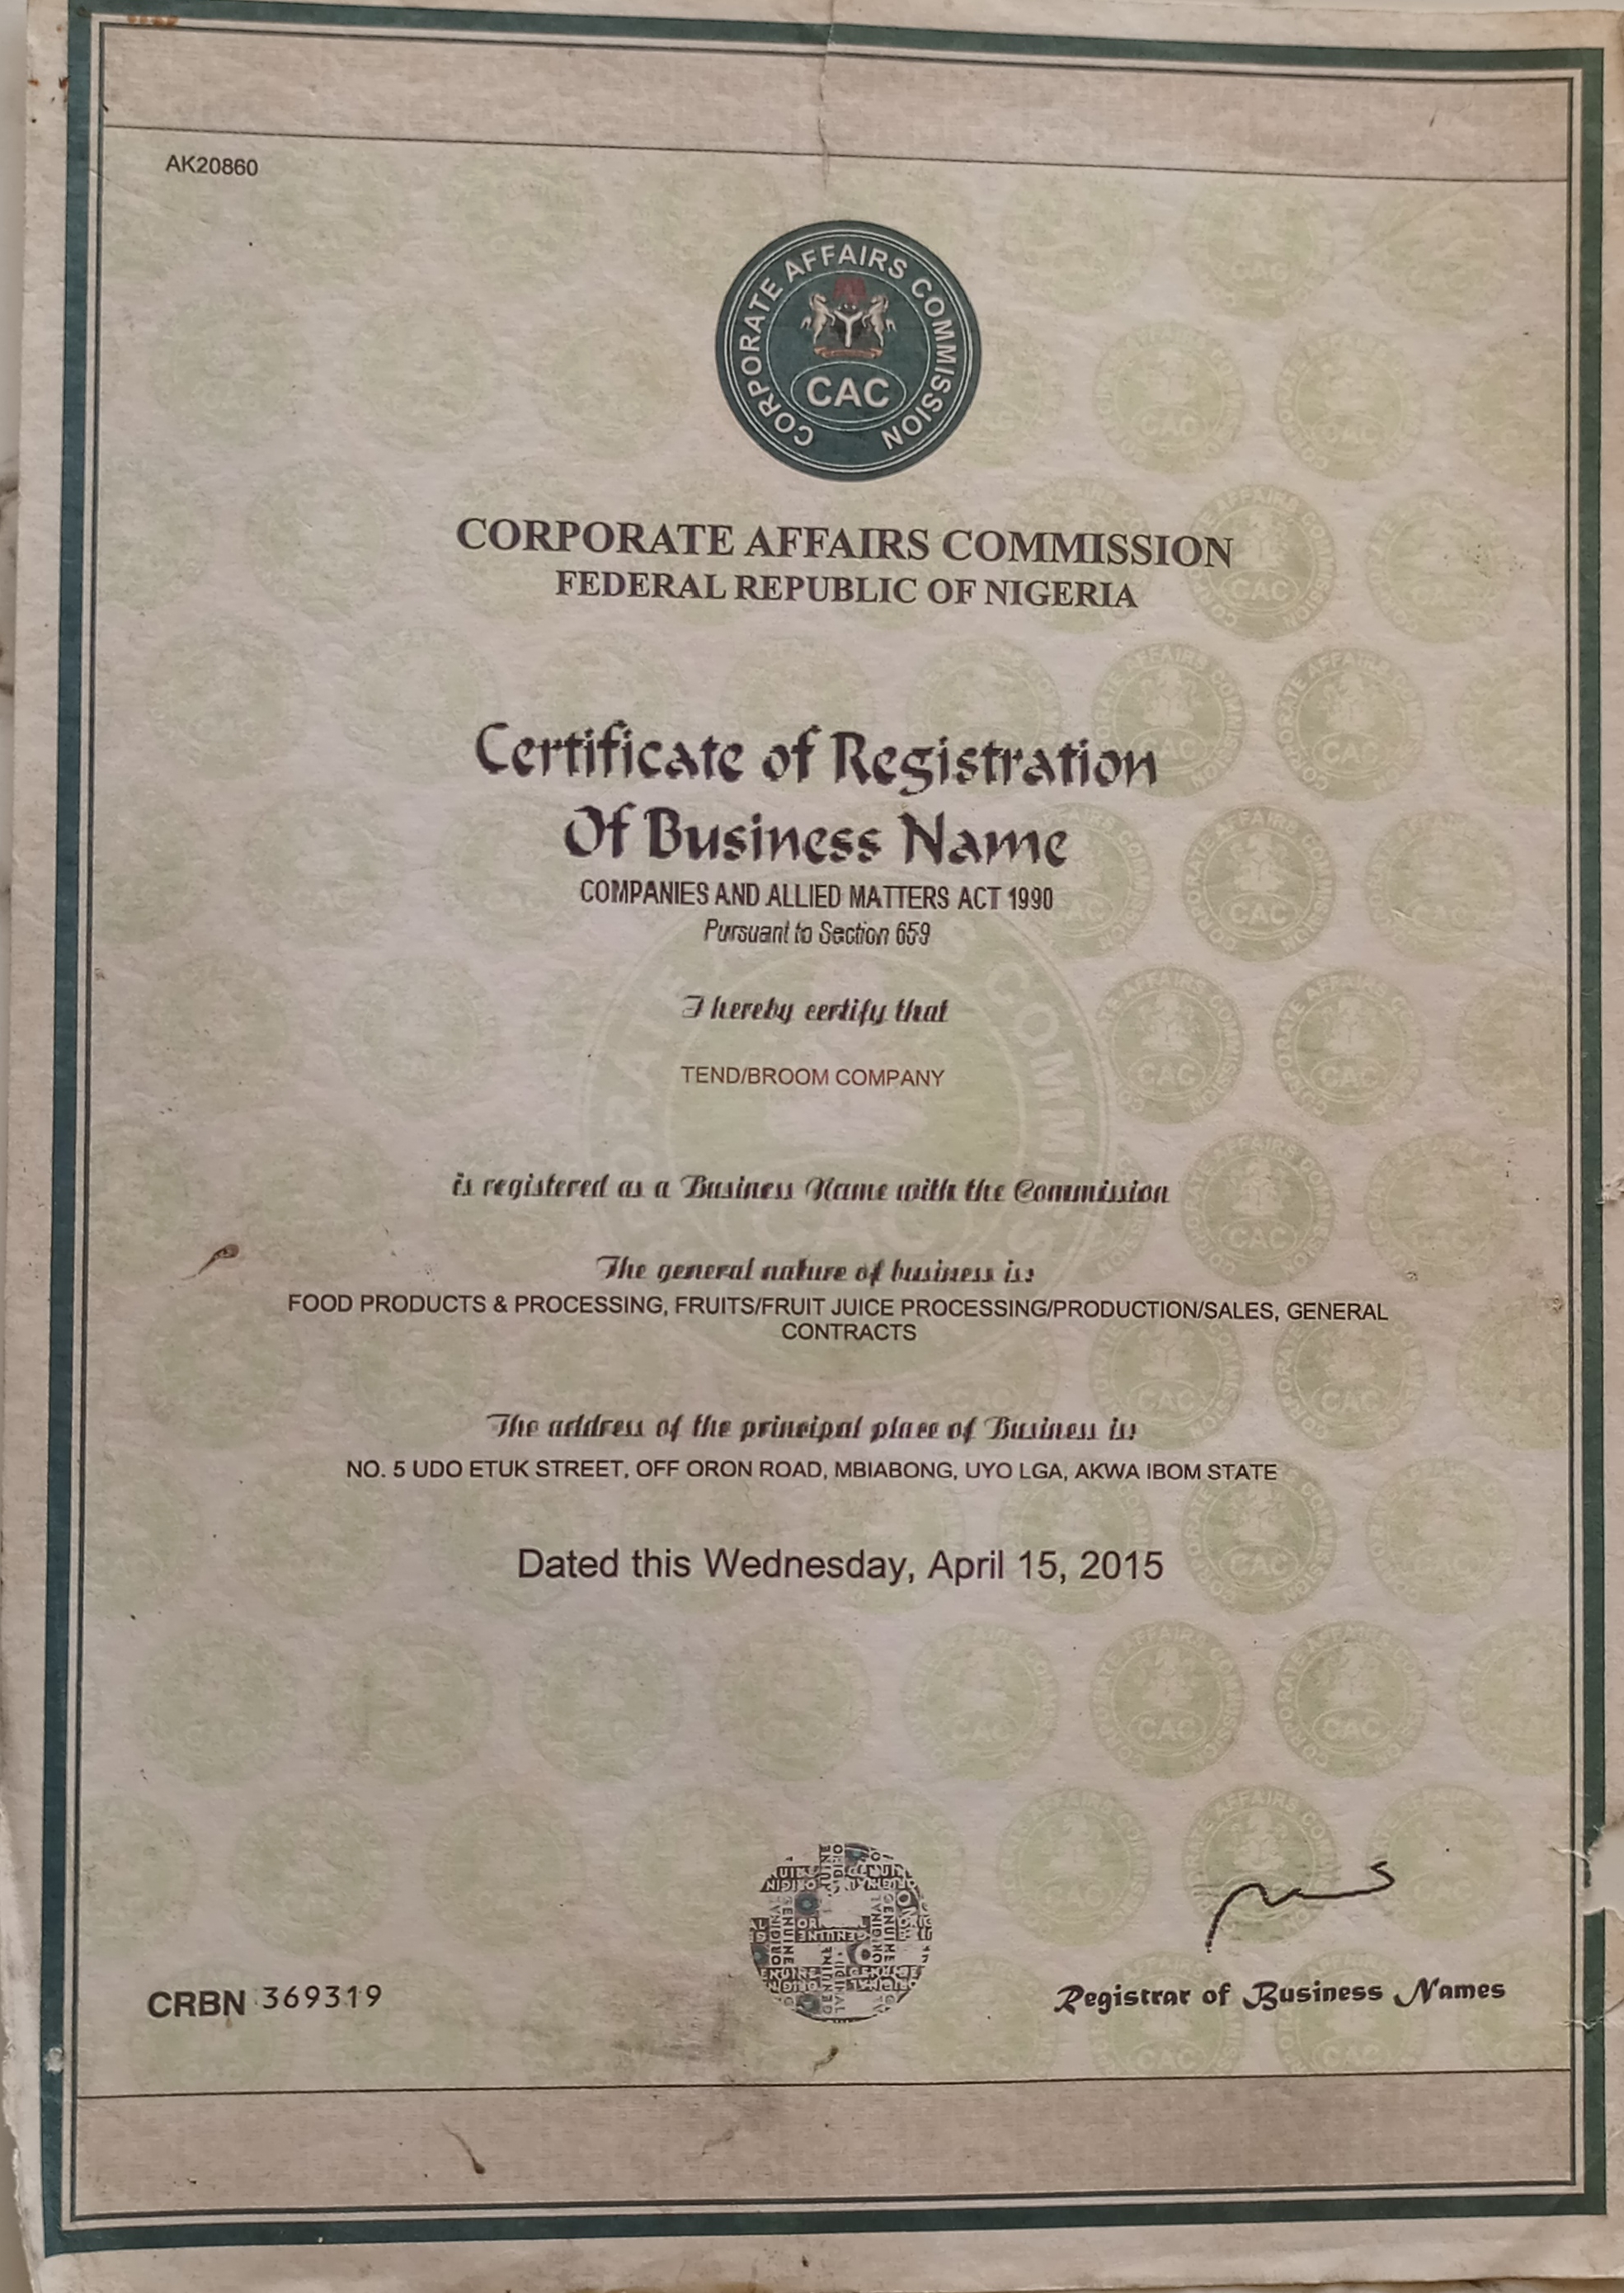 AK20860
CORPORATE AFFAIRS COMMISSION
CAC
CORPORATE AFFAIRS COMMISSION
FEDERAL REPUBLIC OF NIGERIA
Certificate of Registration
Of Business Name
COMPANIES AND ALLIED MATTERS ACT 1990
Pursuant to Section 659
I hereby certify that
TEND/BROOM COMPANY
is registered as a Business Name with the Commission
The general nature of business is:
FOOD PRODUCTS & PROCESSING, FRUITS/FRUIT JUICE PROCESSING/PRODUCTION/SALES, GENERAL
CONTRACTS
The address of the principal place of Business is:
NO. 5 UDO ETUK STREET, OFF ORON ROAD, MBIABONG, UYO LGA, AKWA IBOM STATE
Dated this Wednesday, April 15, 2015
GENUINE
CRBN 369319
Registrar of Business Names